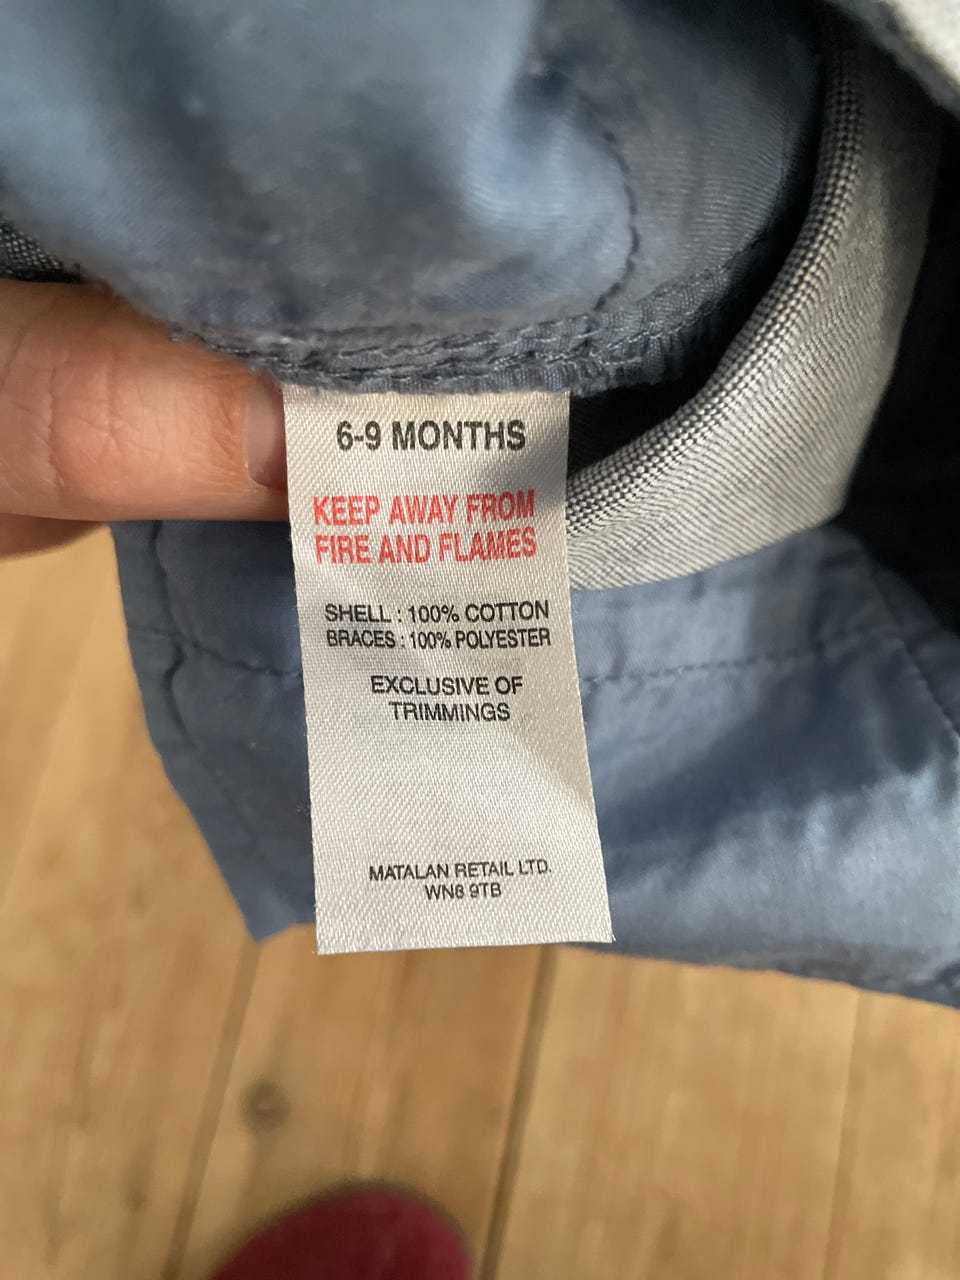 6-9 MONTHS
KEEP AWAY FROM
FIRE AND FLAMES
SHELL : 100% COTTON
BRACES : 100% POLYESTER
EXCLUSIVE OF
TRIMMINGS
MATALAN RETAIL LTD.
WN8 9TB